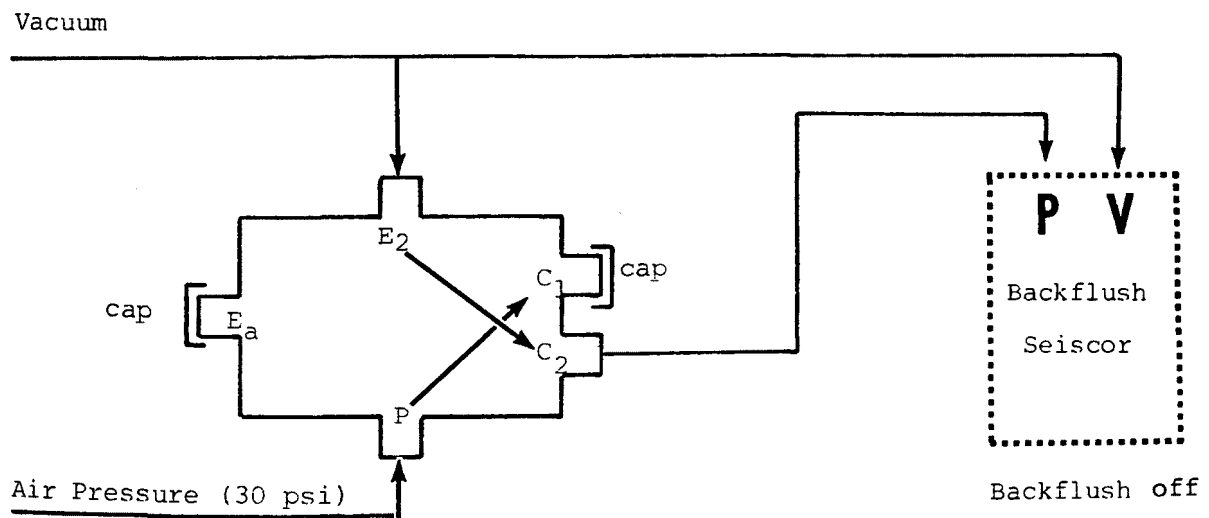 Vacuum
P V
E2
C1 cap
Backflush
cap Ea
C2
Seiscor
P
Air Pressure (30 psi)
Backflush off